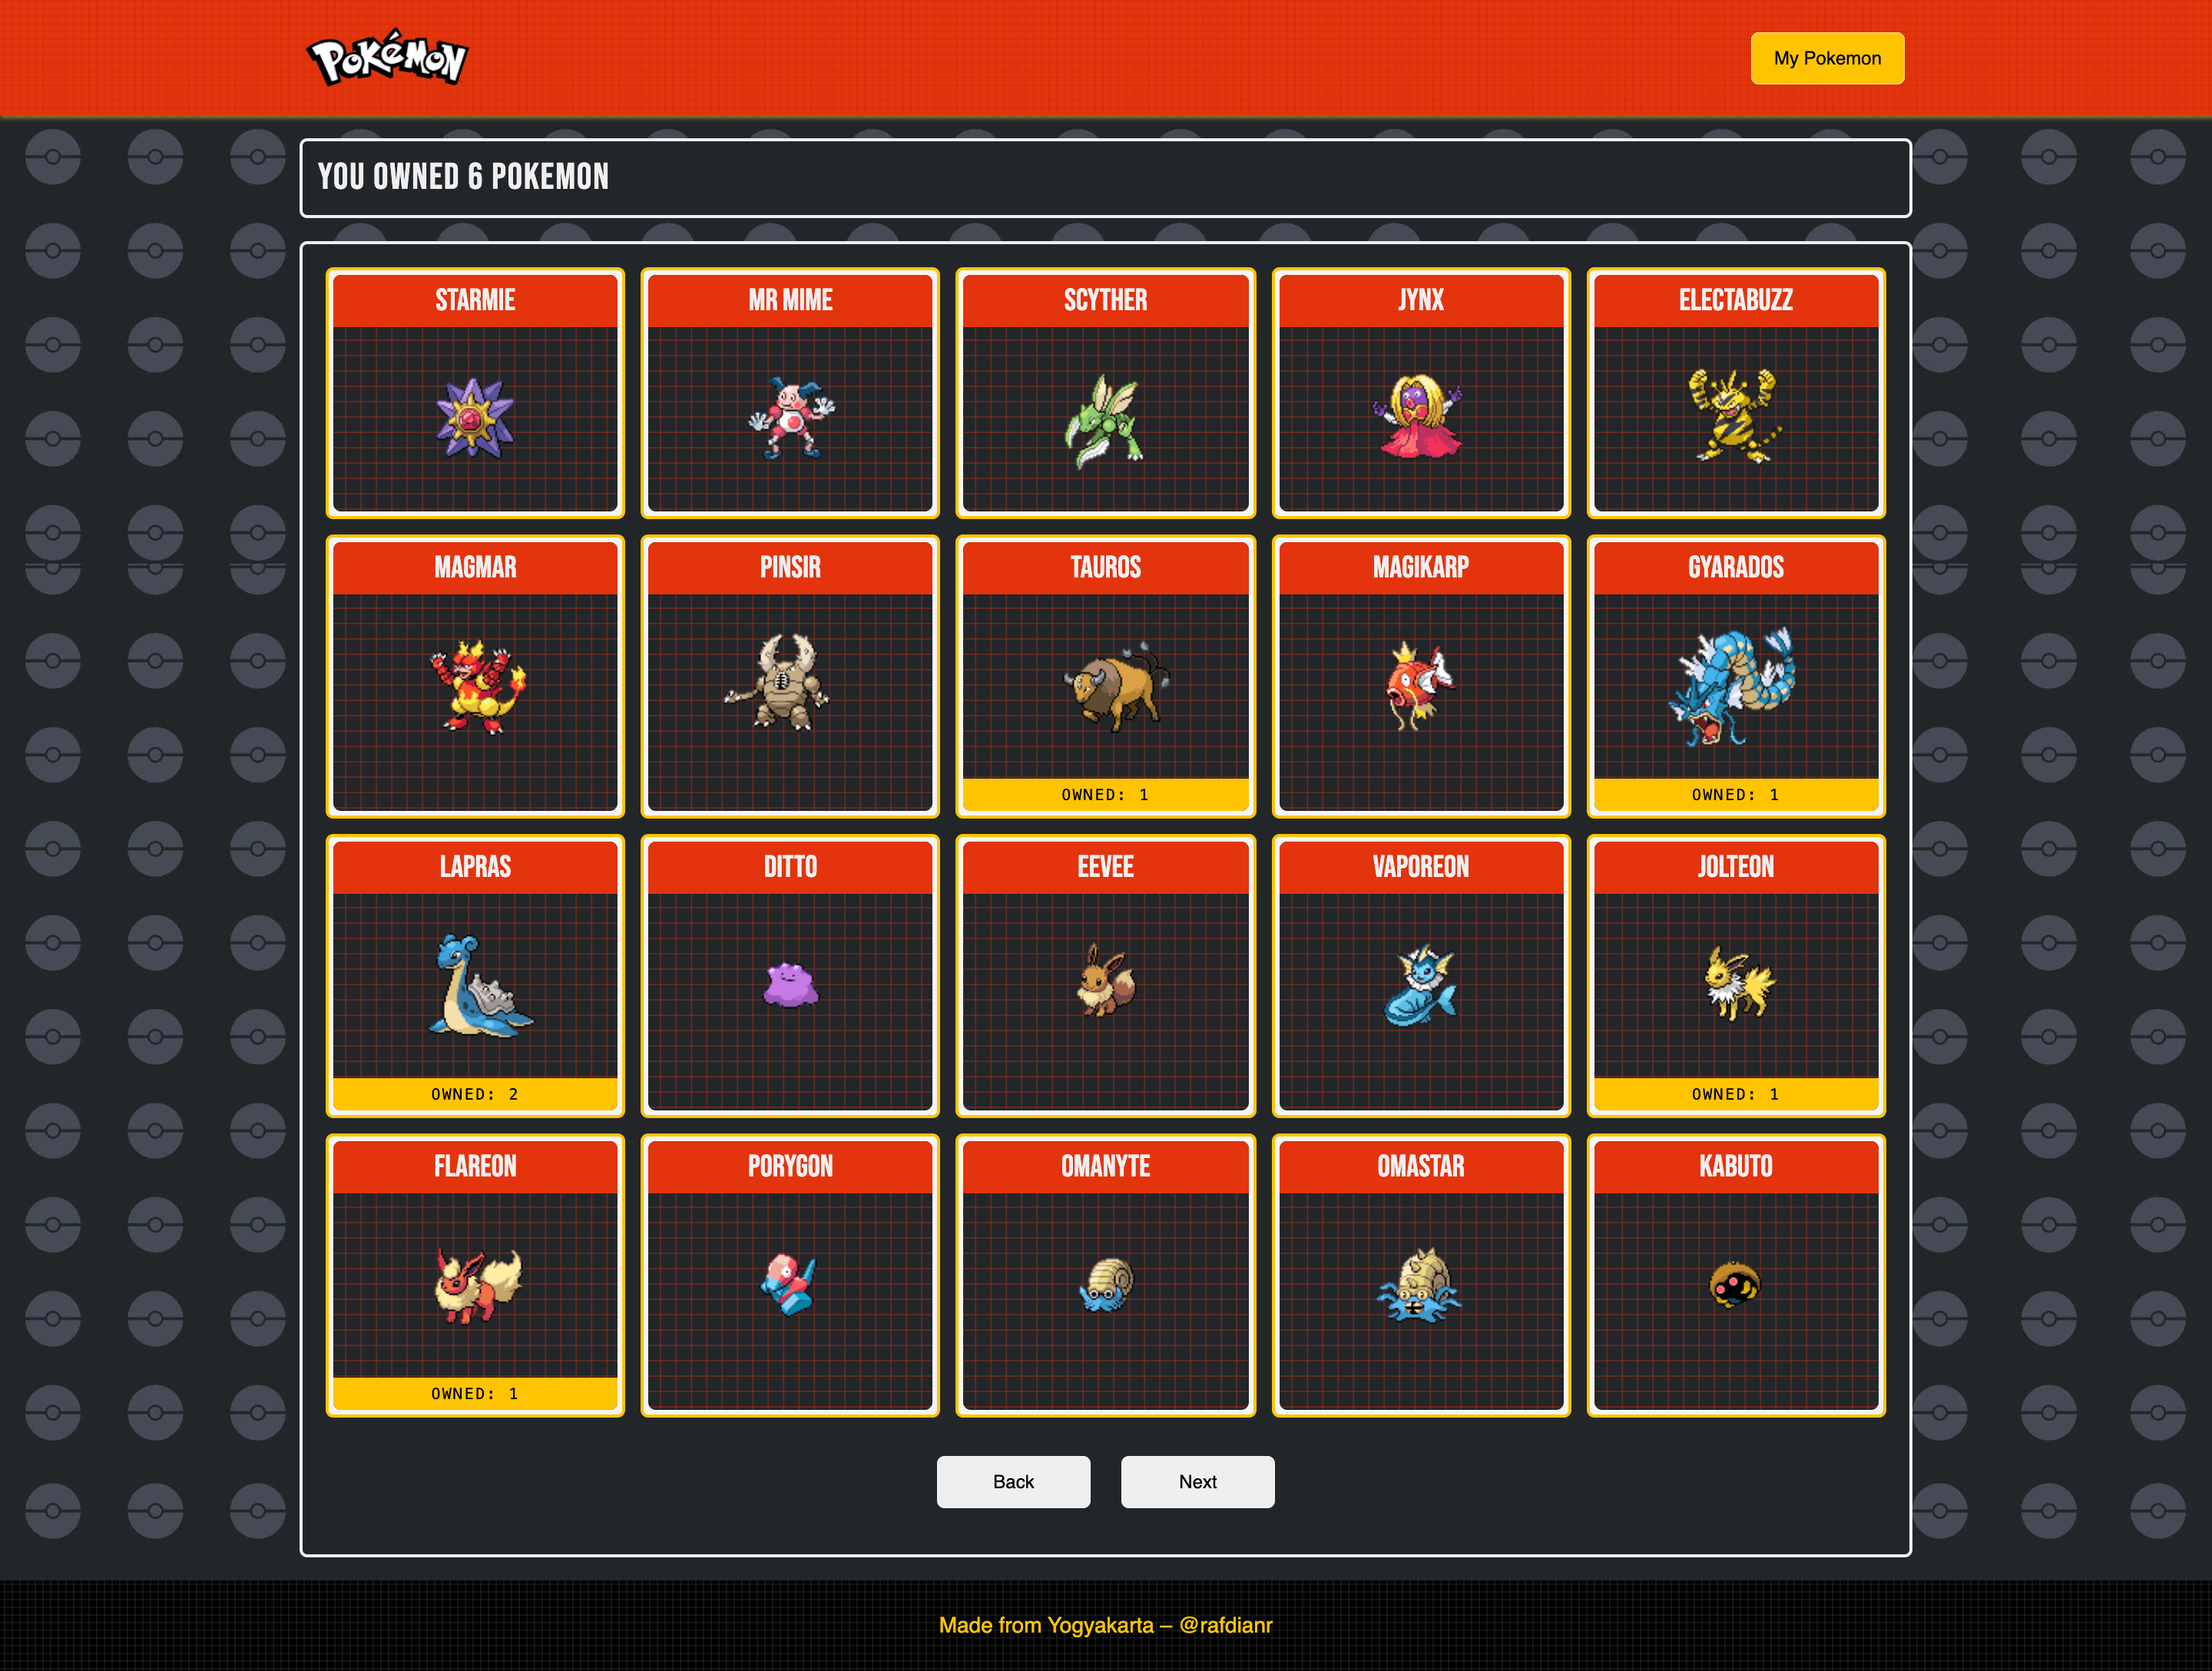 POKéMON
My Pokemon
YOU OWNED 6 POKEMON
STARMIE
MR MIME
SCYTHER
JYNX
ELECTABUZZ
MAGMAR
PINSIR
TAUROS
MAGIKARP
GYARADOS
OWNED: 1
OWNED: 1
LAPRAS
DITTO
EEVEE
VAPOREON
JOLTEON
OWNED: 2
OWNED: 1
FLAREON
PORYGON
OMANYTE
OMASTAR
KABUTO
OWNED: 1
Back
Next
Made from Yogyakarta – @rafdianr